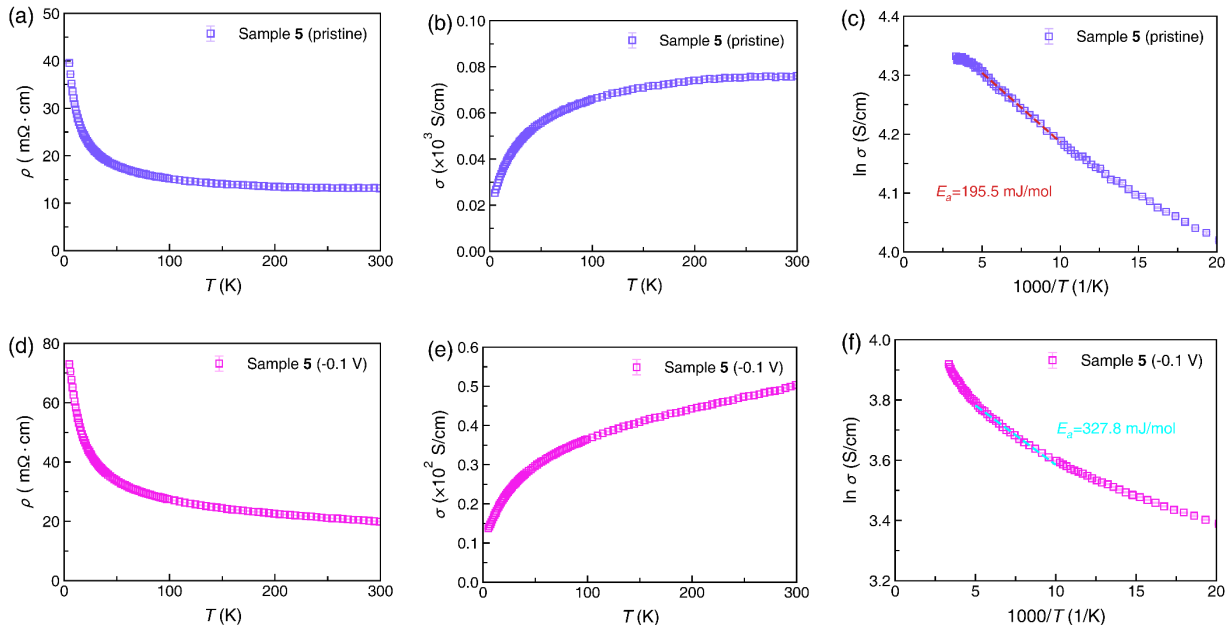 (a)
50
40
30
20
10
0
ρ ( mΩ · cm)
Sample 5 (pristine)
0 100 200 300
T (K)
(b)
0.10
0.08
0.06
0.04
0.02
0.00
σ (×10³ S/cm)
Sample 5 (pristine)
0 100 200 300
T (K)
(c)
4.4
4.3
4.2
4.1
4.0
ln σ (S/cm)
Sample 5 (pristine)
Eₐ=195.5 mJ/mol
0 5 10 15 20
1000/T (1/K)
(d)
80
60
40
20
0
ρ ( mΩ · cm)
Sample 5 (-0.1 V)
0 100 200 300
T (K)
(e)
0.6
0.5
0.4
0.3
0.2
0.1
0.0
σ (×10² S/cm)
Sample 5 (-0.1 V)
0 100 200 300
T (K)
(f)
4.0
3.8
3.6
3.4
3.2
ln σ (S/cm)
Sample 5 (-0.1 V)
Eₐ=327.8 mJ/mol
0 5 10 15 20
1000/T (1/K)